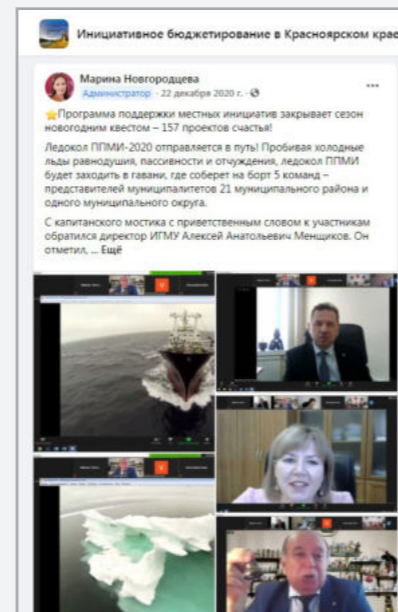 Инициативное бюджетирование в Красноярском крае
Марина Новгородцева
Администратор · 22 декабря 2020 г. ·
⭐Программа поддержки местных инициатив закрывает сезон
новогодним квестом – 157 проектов счастья!
Ледокол ППМИ-2020 отправляется в путь! Пробивая холодные
льды равнодушия, пассивности и отчуждения, ледокол ППМИ
будет заходить в гавани, где соберет на борт 5 команд –
представителей муниципалитетов 21 муниципального района и
одного муниципального округа.
С капитанского мостика с приветственным словом к участникам
обратился директор ИГМУ Алексей Анатольевич Менщиков. Он
отметил, ... Ещё